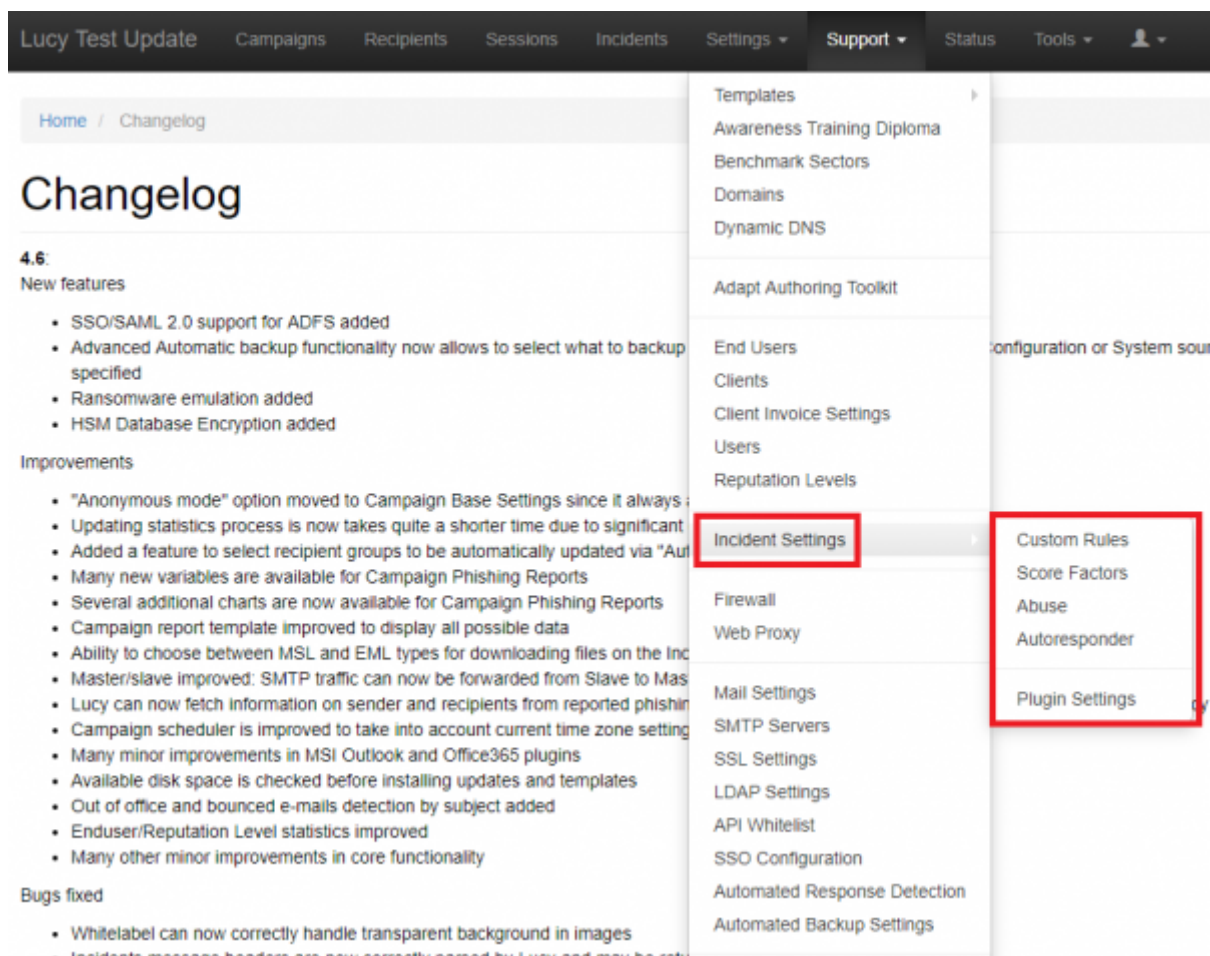 Lucy Test Update Campaigns Recipients Sessions Incidents Settings Support Status Tools
Home / Changelog
Changelog
4.6:
New features
• SSO/SAML 2.0 support for ADFS added
• Advanced Automatic backup functionality now allows to select what to backup
specified
• Ransomware emulation added
• HSM Database Encryption added
Improvements
• "Anonymous mode" option moved to Campaign Base Settings since it always
• Updating statistics process is now takes quite a shorter time due to significant
• Added a feature to select recipient groups to be automatically updated via "Aut
• Many new variables are available for Campaign Phishing Reports
• Several additional charts are now available for Campaign Phishing Reports
• Campaign report template improved to display all possible data
• Ability to choose between MSL and EML types for downloading files on the Inc
• Master/slave improved: SMTP traffic can now be forwarded from Slave to Mas
• Lucy can now fetch information on sender and recipients from reported phishin
• Campaign scheduler is improved to take into account current time zone setting
• Many minor improvements in MSI Outlook and Office365 plugins
• Available disk space is checked before installing updates and templates
• Out of office and bounced e-mails detection by subject added
• Enduser/Reputation Level statistics improved
• Many other minor improvements in core functionality
Bugs fixed
• Whitelabel can now correctly handle transparent background in images
Templates
Awareness Training Diploma
Benchmark Sectors
Domains
Dynamic DNS
Adapt Authoring Toolkit
End Users
Clients
Client Invoice Settings
Users
Reputation Levels
Incident Settings
Firewall
Web Proxy
Mail Settings
SMTP Servers
SSL Settings
LDAP Settings
API Whitelist
SSO Configuration
Automated Response Detection
Automated Backup Settings
onfiguration or System sour
Custom Rules
Score Factors
Abuse
Autoresponder
Plugin Settings